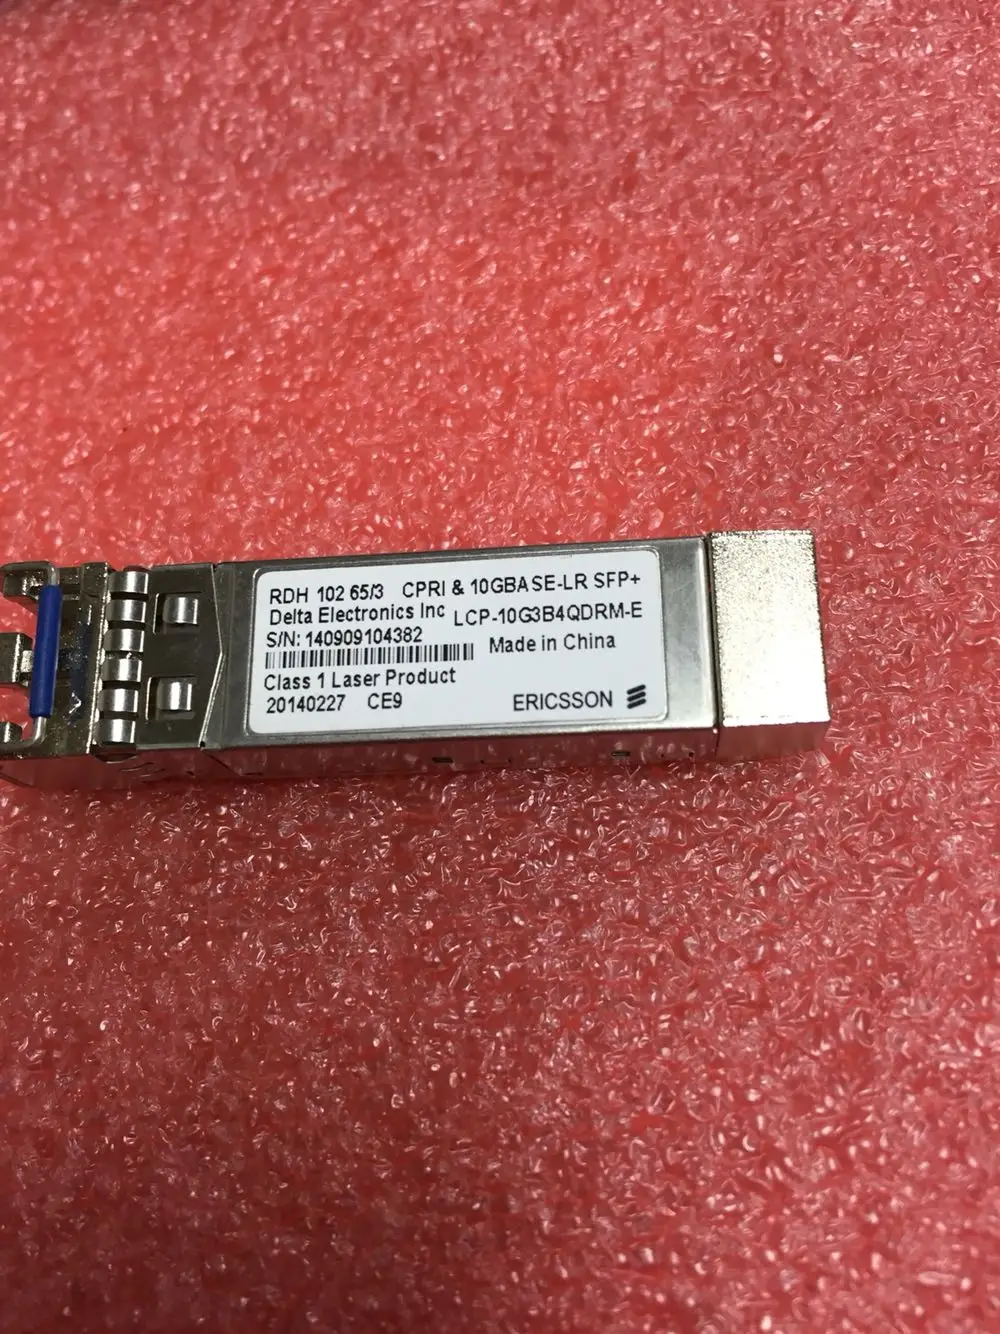 RDH 102 65/3 CPRI & 10GBASE-LR SFP+
Delta Electronics Inc LCP-10G3B4QDRM-E
S/N: 140909104382
Made in China
Class 1 Laser Product
20140227 CE9 ERICSSON